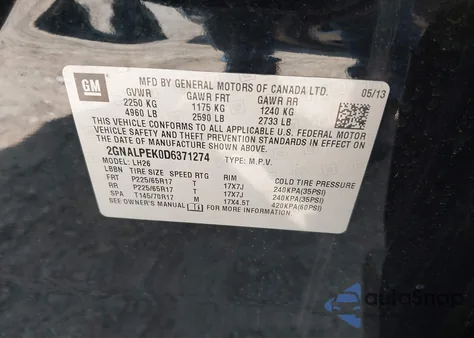 GM
MFD BY GENERAL MOTORS OF CANADA LTD. 05/13
GVWR GAWR FRT GAWR RR
2250 KG 1175 KG 1240 KG
4960 LB 2590 LB 2733 LB
THIS VEHICLE CONFORMS TO ALL APPLICABLE U.S. FEDERAL MOTOR
VEHICLE SAFETY, BUMPER, AND THEFT PREVENTION STANDARDS IN EFFECT ON
THE DATE OF MANUFACTURE SHOWN ABOVE.
2GNALPEK0D6371274 TYPE: M.P.V.
MODEL: LH26
LBBN TIRE SIZE SPEED RTG RIM COLD TIRE PRESSURE
FRT P225/65R17 T 17X7J 240KPA(35PSI)
RR P225/65R17 T 17X7J 240KPA(35PSI)
SPA T145/70R17 M 17X4.5T 420KPA(60PSI)
SEE OWNER'S MANUAL FOR MORE INFORMATION.
autoSnap